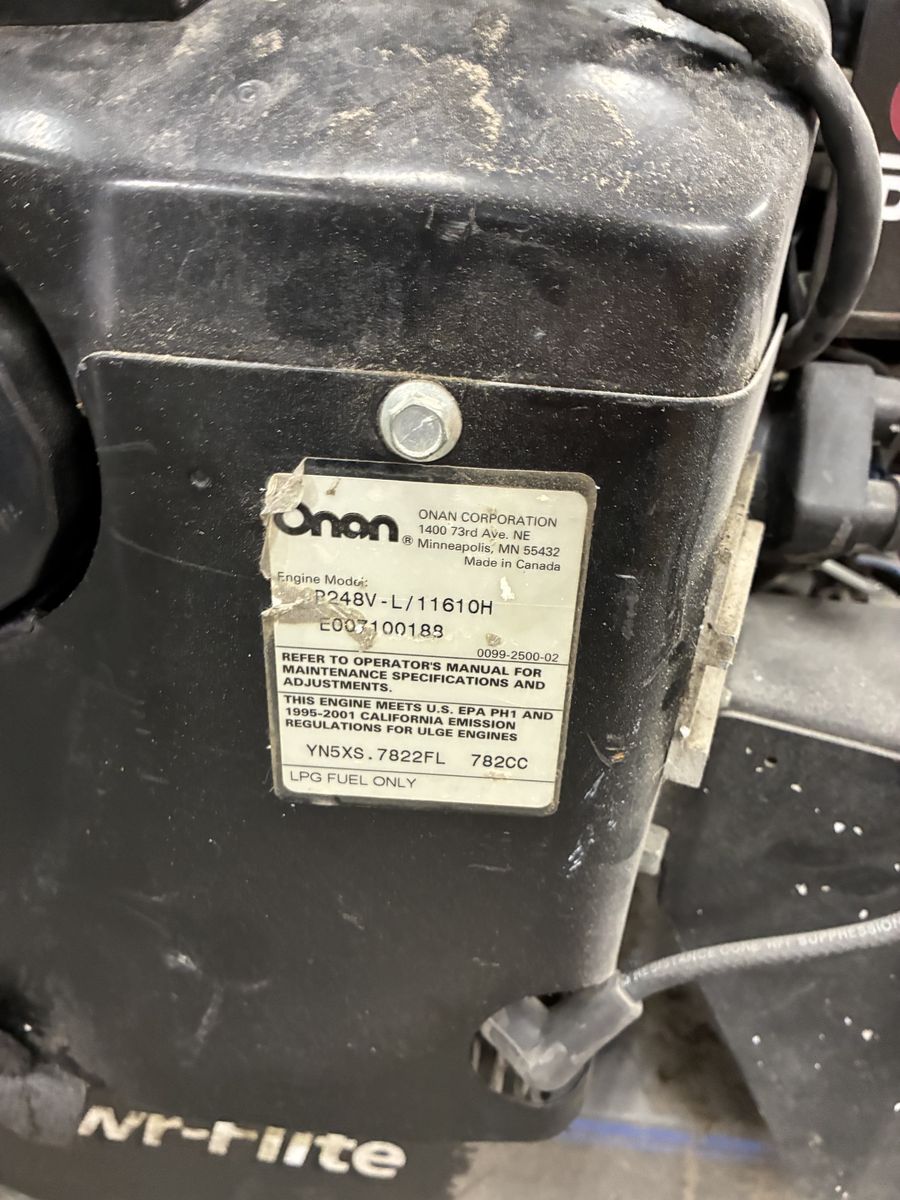 Onan ®
ONAN CORPORATION
1400 73rd Ave. NE
Minneapolis, MN 55432
Made in Canada
Engine Model:
P248V-L/11610H
E007100188
0099-2500-02
REFER TO OPERATOR'S MANUAL FOR
MAINTENANCE SPECIFICATIONS AND
ADJUSTMENTS.
THIS ENGINE MEETS U.S. EPA PH1 AND
1995-2001 CALIFORNIA EMISSION
REGULATIONS FOR ULGE ENGINES
YN5XS.7822FL 782CC
LPG FUEL ONLY
SUPPRESSION